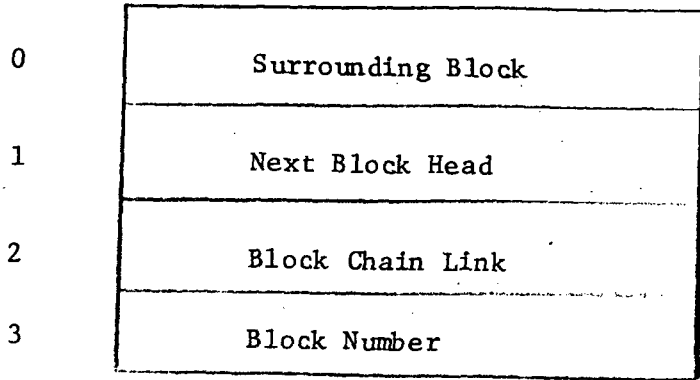 0 Surrounding Block
1 Next Block Head
2 Block Chain Link
3 Block Number